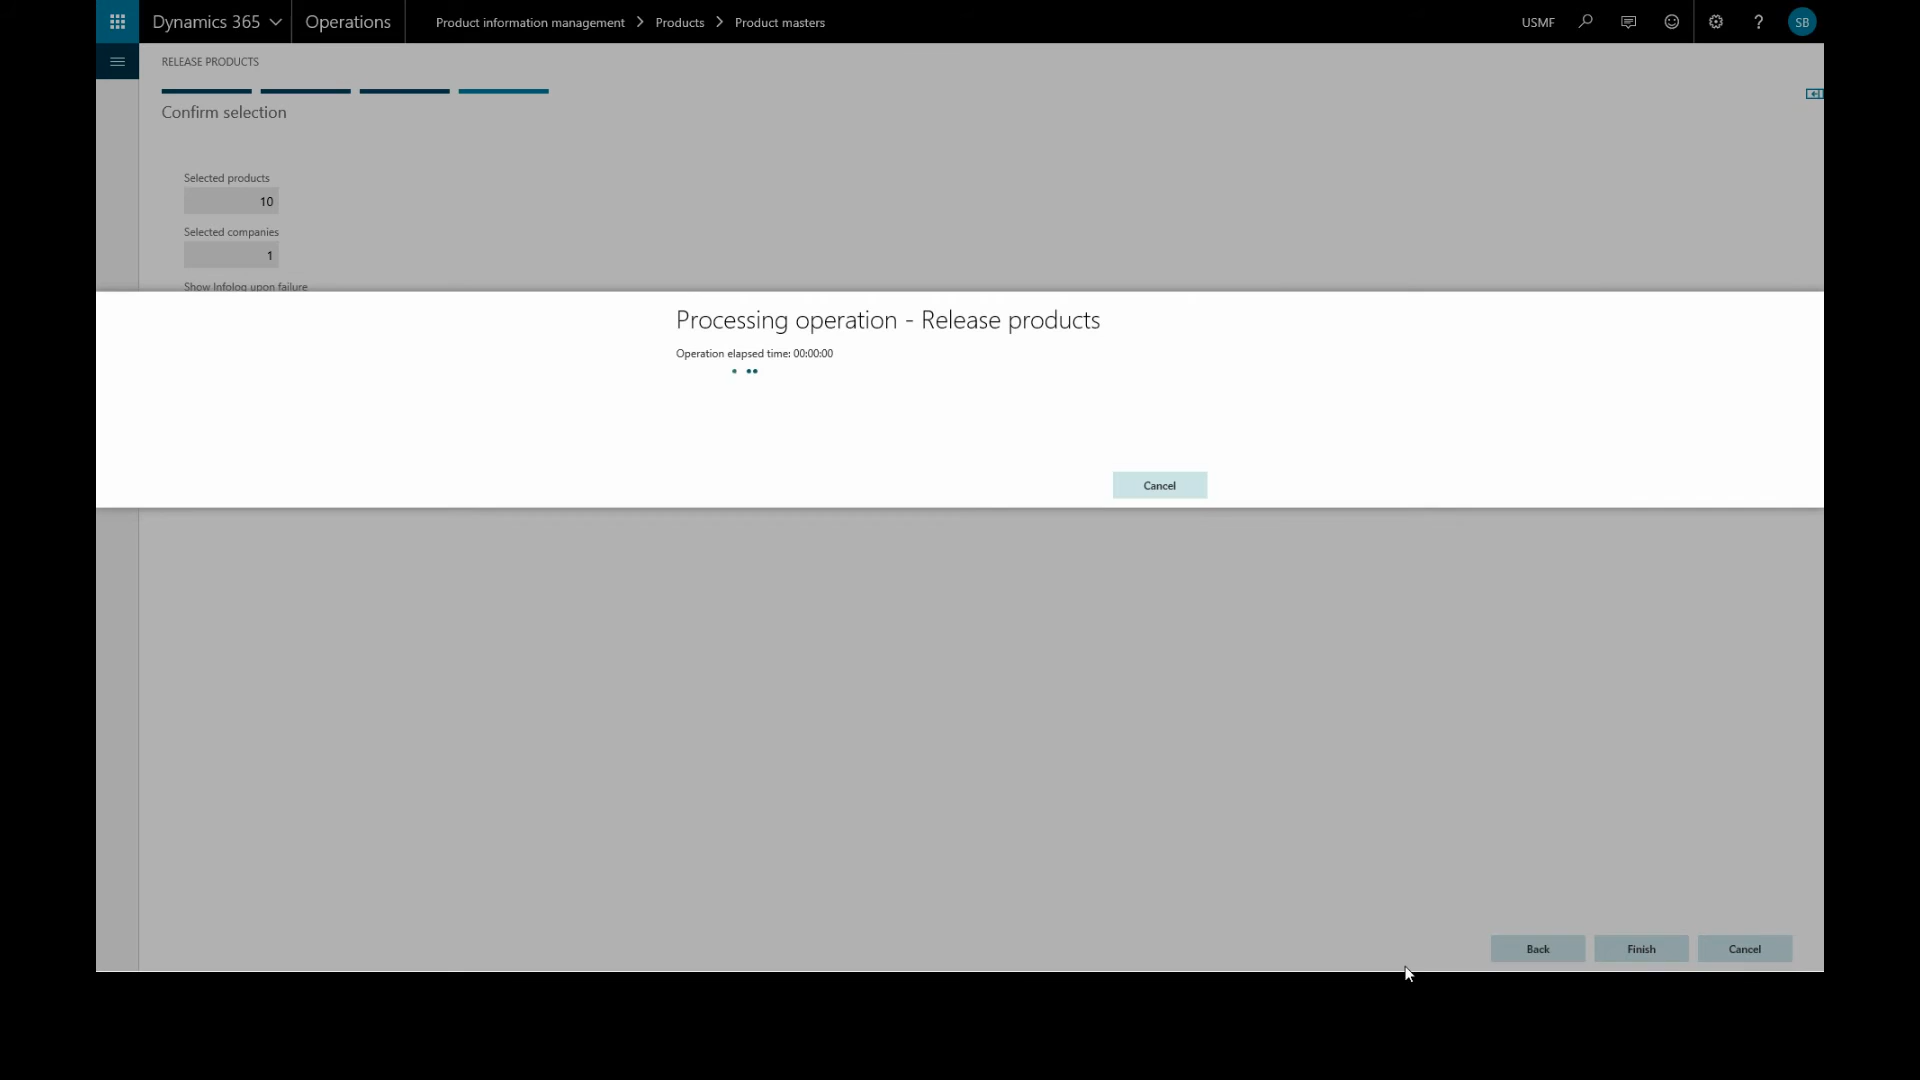 Dynamics 365
Operations
Product information management > Products > Product masters
USMF
?
SB
RELEASE PRODUCTS
Confirm selection
Selected products
10
Selected companies
1
Show Infolog upon failure
Processing operation - Release products
Operation elapsed time: 00:00:00
Cancel
Back
Finish
Cancel